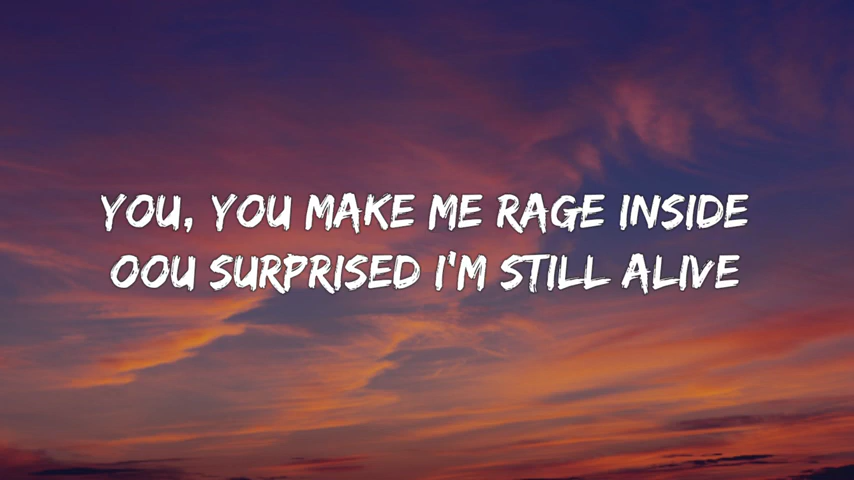 YOU, YOU MAKE ME RAGE INSIDE
OOU SURPRISED I'M STILL ALIVE